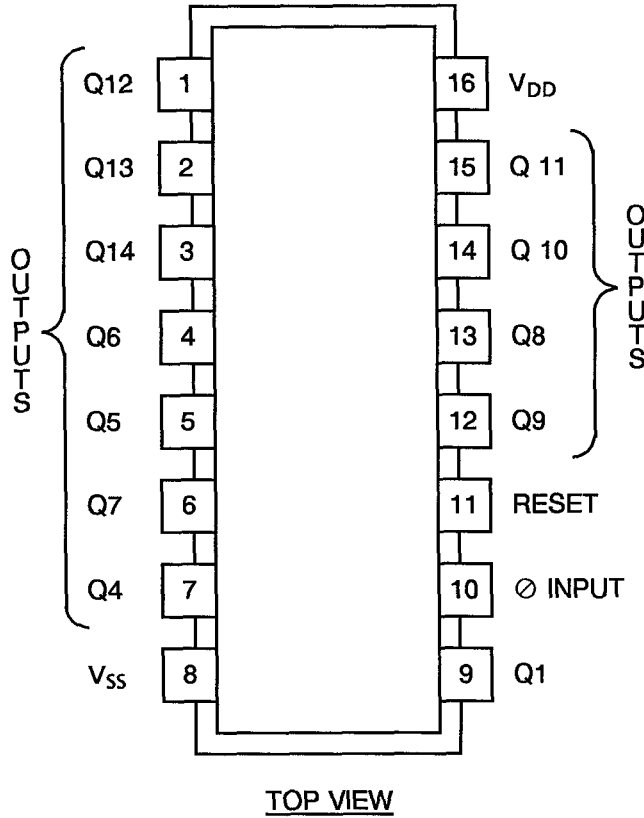 Q12 1 16 VDD
Q13 2 15 Q 11
Q14 3 14 Q 10
Q6 4 13 Q8
Q5 5 12 Q9
Q7 6 11 RESET
Q4 7 10 ∅ INPUT
VSS 8 9 Q1
OUTPUTS
OUTPUTS
TOP VIEW